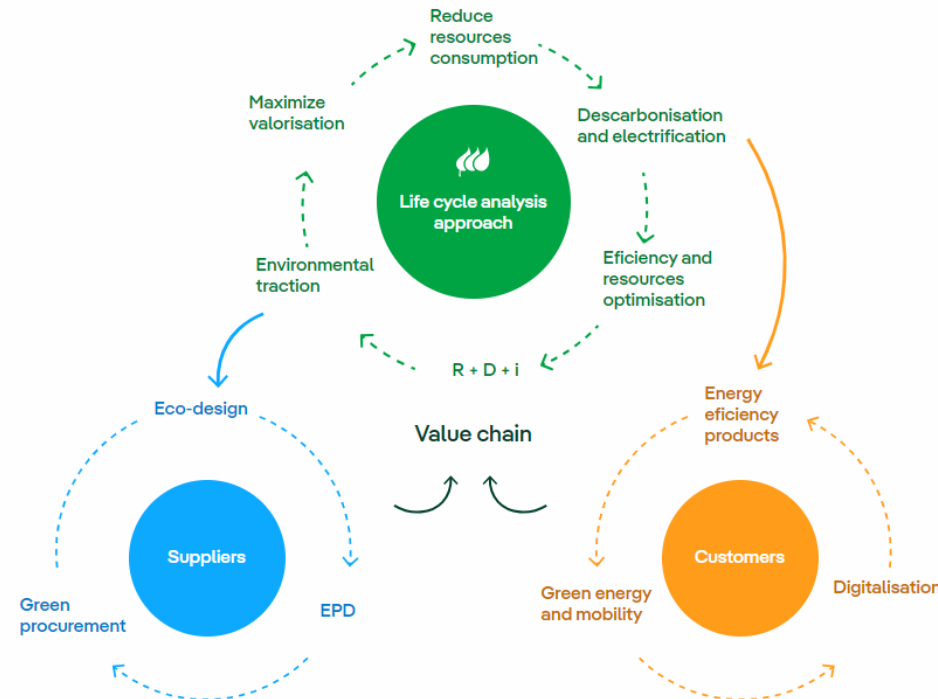 Reduce
resources
consumption
Maximize
valorisation
Descarbonisation
and electrification
Life cycle analysis
approach
Environmental
traction
Eficiency and
resources
optimisation
R + D + i
Eco-design
Energy
eficiency
products
Value chain
Suppliers
Customers
Green
procurement
EPD
Green energy
and mobility
Digitalisation